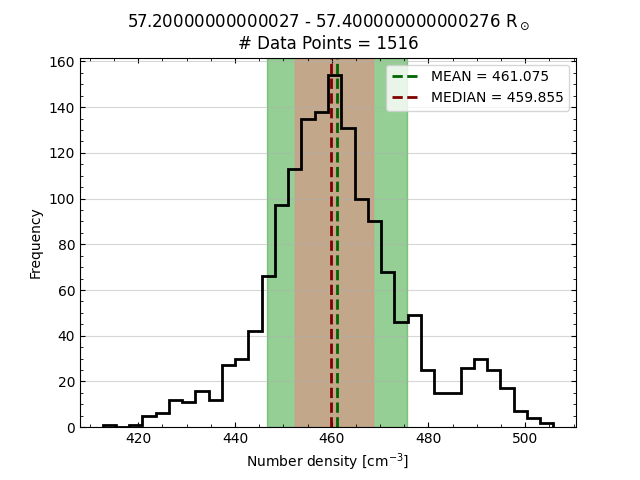 57.20000000000027 - 57.400000000000276 R⊙
# Data Points = 1516
MEAN = 461.075
MEDIAN = 459.855
160
140
120
100
80
60
40
20
0
Frequency
420 440 460 480 500
Number density [cm⁻³]